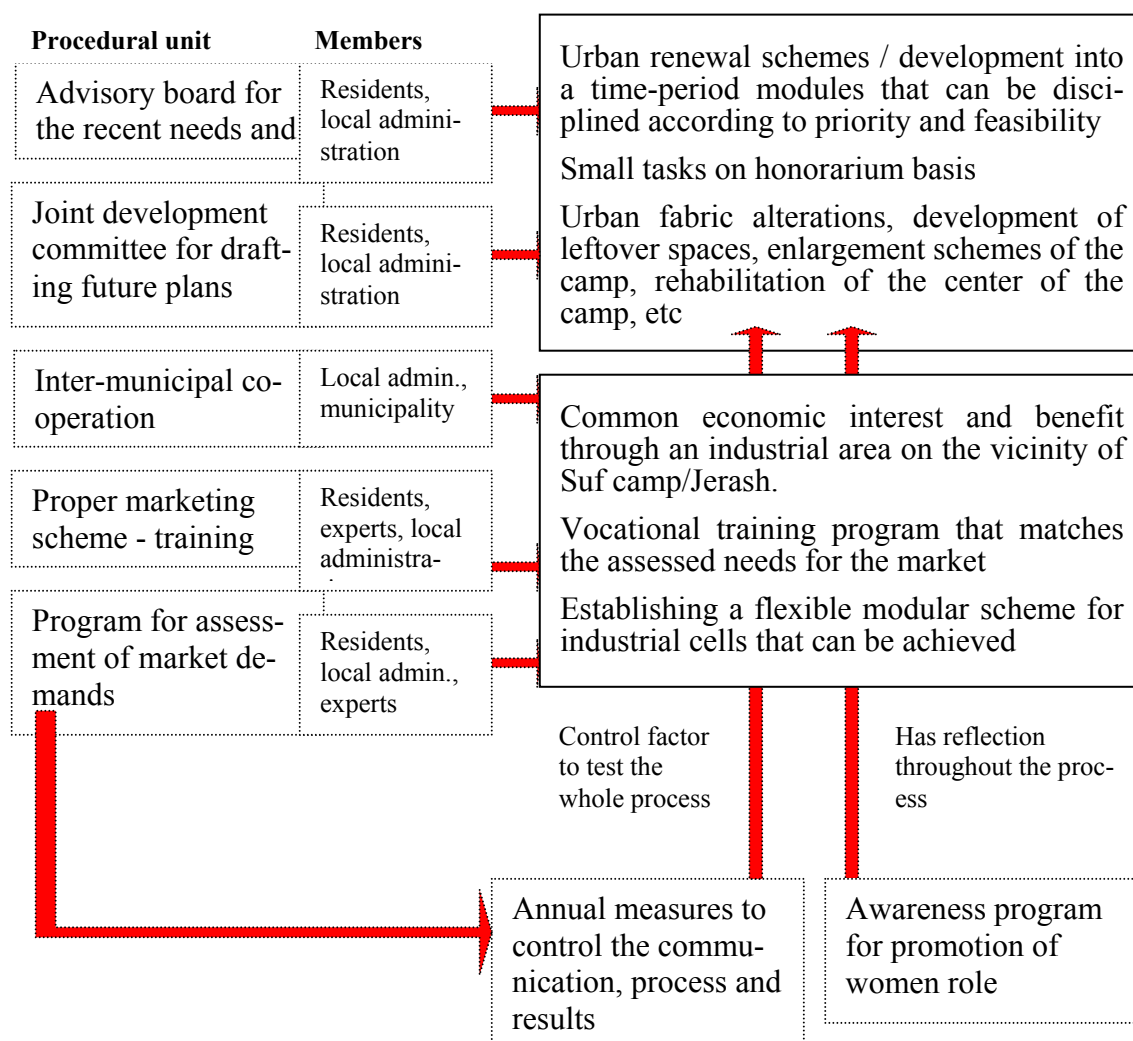 Procedural unit
Members
Advisory board for
the recent needs and
Residents,
local admini-
stration
Urban renewal schemes / development into
a time-period modules that can be disci-
plined according to priority and feasibility
Small tasks on honorarium basis
Urban fabric alterations, development of
leftover spaces, enlargement schemes of the
camp, rehabilitation of the center of the
camp, etc
Joint development
committee for draft-
ing future plans
Residents,
local admini-
stration
Inter-municipal co-
operation
Local admin.,
municipality
Common economic interest and benefit
through an industrial area on the vicinity of
Suf camp/Jerash.
Vocational training program that matches
the assessed needs for the market
Establishing a flexible modular scheme for
industrial cells that can be achieved
Proper marketing
scheme - training
Residents,
experts, local
administra-
Program for assess-
ment of market de-
mands
Residents,
local admin.,
experts
Control factor
to test the
whole process
Has reflection
throughout the proc-
ess
Annual measures to
control the commu-
nication, process and
results
Awareness program
for promotion of
women role